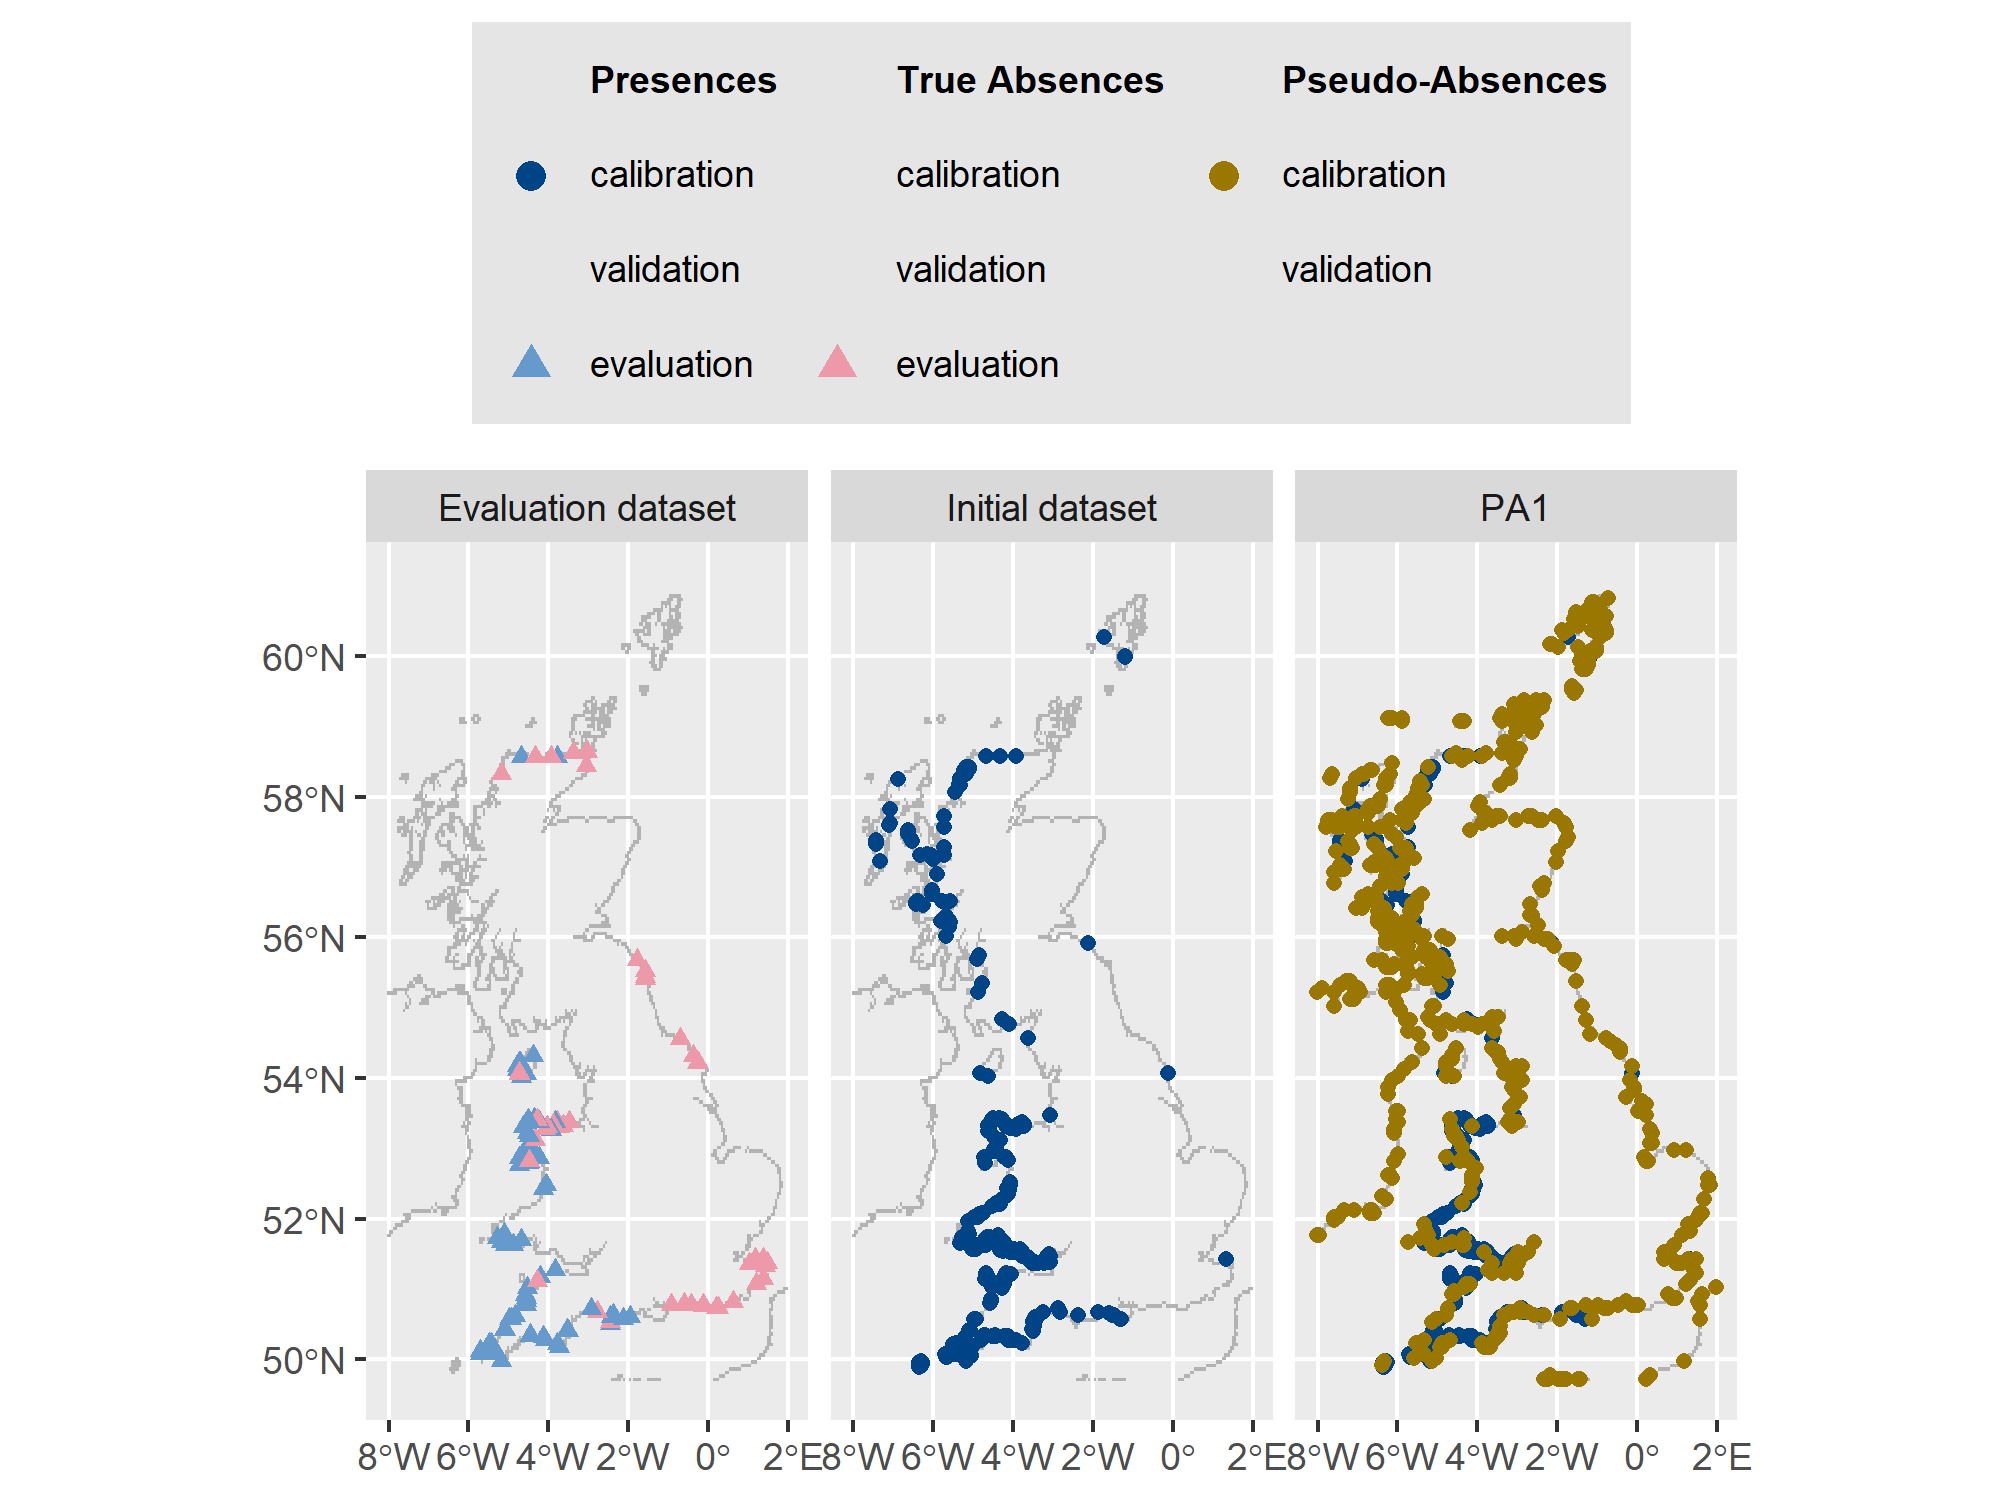 Presences True Absences Pseudo-Absences
calibration calibration calibration
validation validation validation
evaluation evaluation
Evaluation dataset Initial dataset PA1
60°N
58°N
56°N
54°N
52°N
50°N
8°W 6°W 4°W 2°W 0° 2°E 8°W 6°W 4°W 2°W 0° 2°E 8°W 6°W 4°W 2°W 0° 2°E